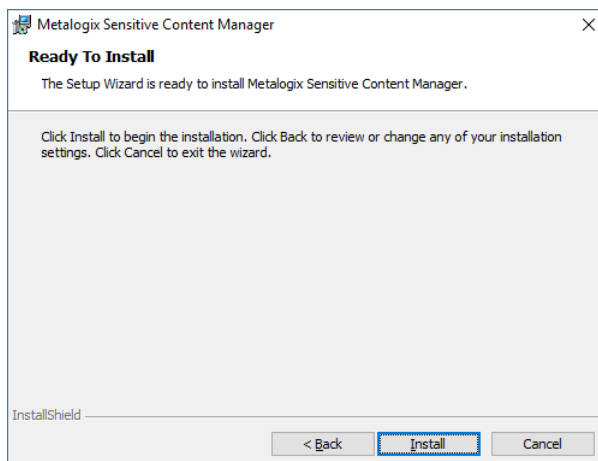 Metalogix Sensitive Content Manager
Ready To Install
The Setup Wizard is ready to install Metalogix Sensitive Content Manager.
Click Install to begin the installation. Click Back to review or change any of your installation
settings. Click Cancel to exit the wizard.
InstallShield
< Back
Install
Cancel